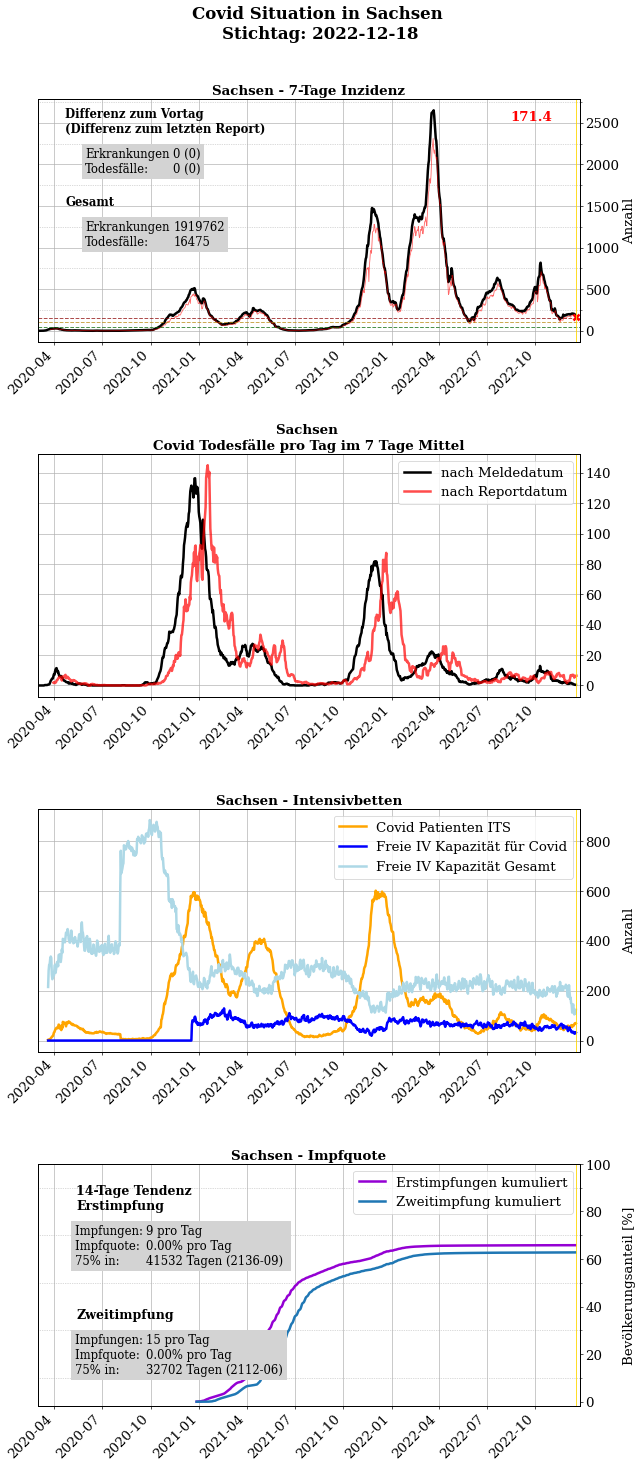 Covid Situation in Sachsen
Stichtag: 2022-12-18
Sachsen - 7-Tage Inzidenz
Differenz zum Vortag
(Differenz zum letzten Report)
Erkrankungen 0 (0)
Todesfälle: 0 (0)
Gesamt
Erkrankungen 1919762
Todesfälle: 16475
171.4
2500
2000
1500
1000
500
0
Anzahl
2020-04 2020-07 2020-10 2021-01 2021-04 2021-07 2021-10 2022-01 2022-04 2022-07 2022-10
Sachsen
Covid Todesfälle pro Tag im 7 Tage Mittel
nach Meldedatum
nach Reportdatum
140
120
100
80
60
40
20
0
2020-04 2020-07 2020-10 2021-01 2021-04 2021-07 2021-10 2022-01 2022-04 2022-07 2022-10
Sachsen - Intensivbetten
Covid Patienten ITS
Freie IV Kapazität für Covid
Freie IV Kapazität Gesamt
800
600
400
200
0
Anzahl
2020-04 2020-07 2020-10 2021-01 2021-04 2021-07 2021-10 2022-01 2022-04 2022-07 2022-10
Sachsen - Impfquote
14-Tage Tendenz
Erstimpfung
Impfungen: 9 pro Tag
Impfquote: 0.00% pro Tag
75% in: 41532 Tagen (2136-09)
Zweitimpfung
Impfungen: 15 pro Tag
Impfquote: 0.00% pro Tag
75% in: 32702 Tagen (2112-06)
Erstimpfungen kumuliert
Zweitimpfung kumuliert
100
80
60
40
20
0
Bevölkerungsanteil [%]
2020-04 2020-07 2020-10 2021-01 2021-04 2021-07 2021-10 2022-01 2022-04 2022-07 2022-10